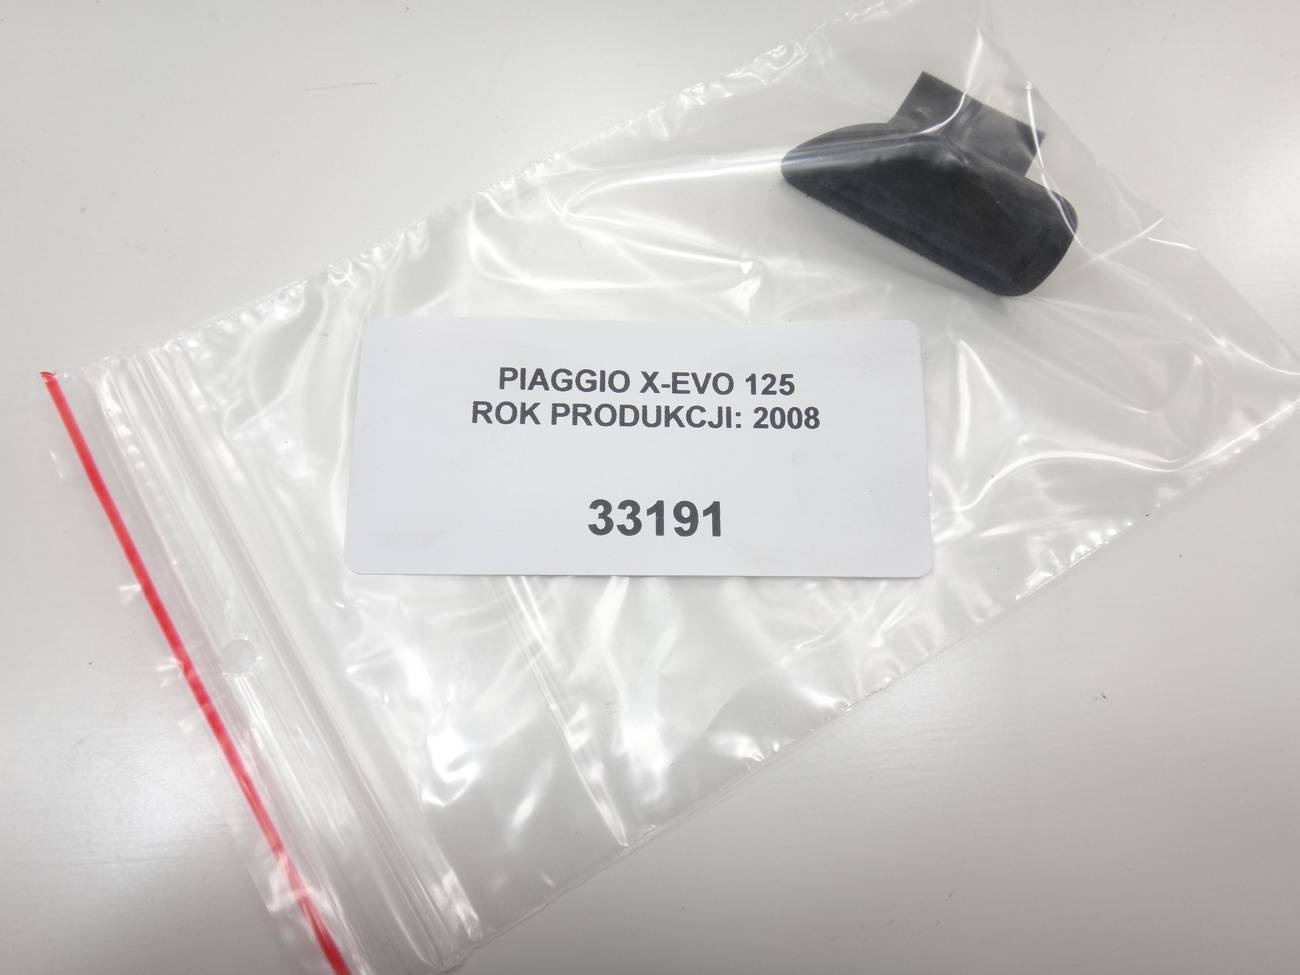 PIAGGIO X-EVO 125
ROK PRODUKCJI: 2008
33191